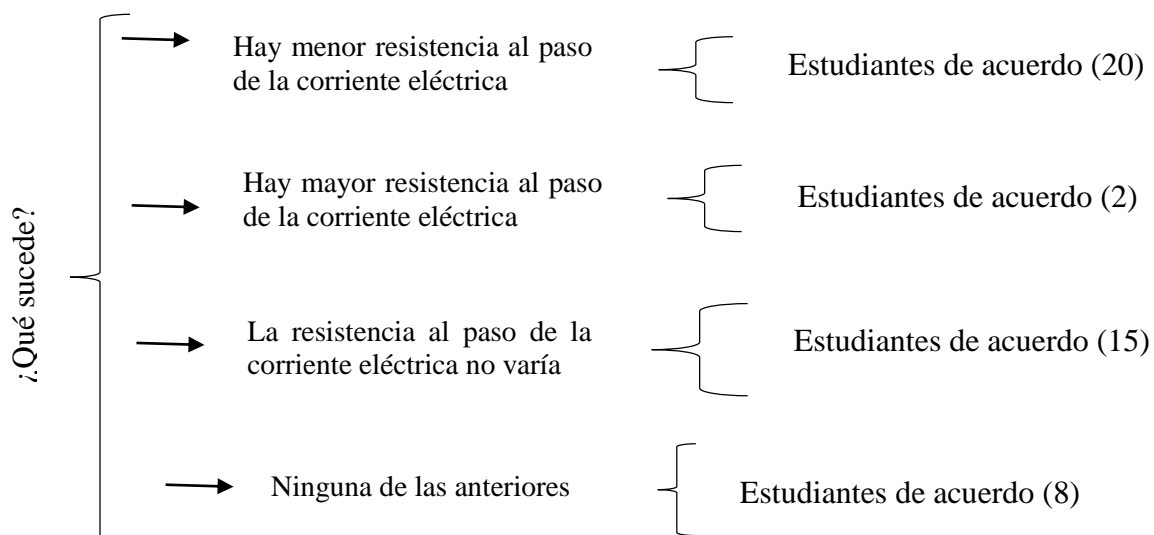 ¿Qué sucede?
Hay menor resistencia al paso
de la corriente eléctrica
Estudiantes de acuerdo (20)
Hay mayor resistencia al paso
de la corriente eléctrica
Estudiantes de acuerdo (2)
La resistencia al paso de la
corriente eléctrica no varía
Estudiantes de acuerdo (15)
Ninguna de las anteriores
Estudiantes de acuerdo (8)